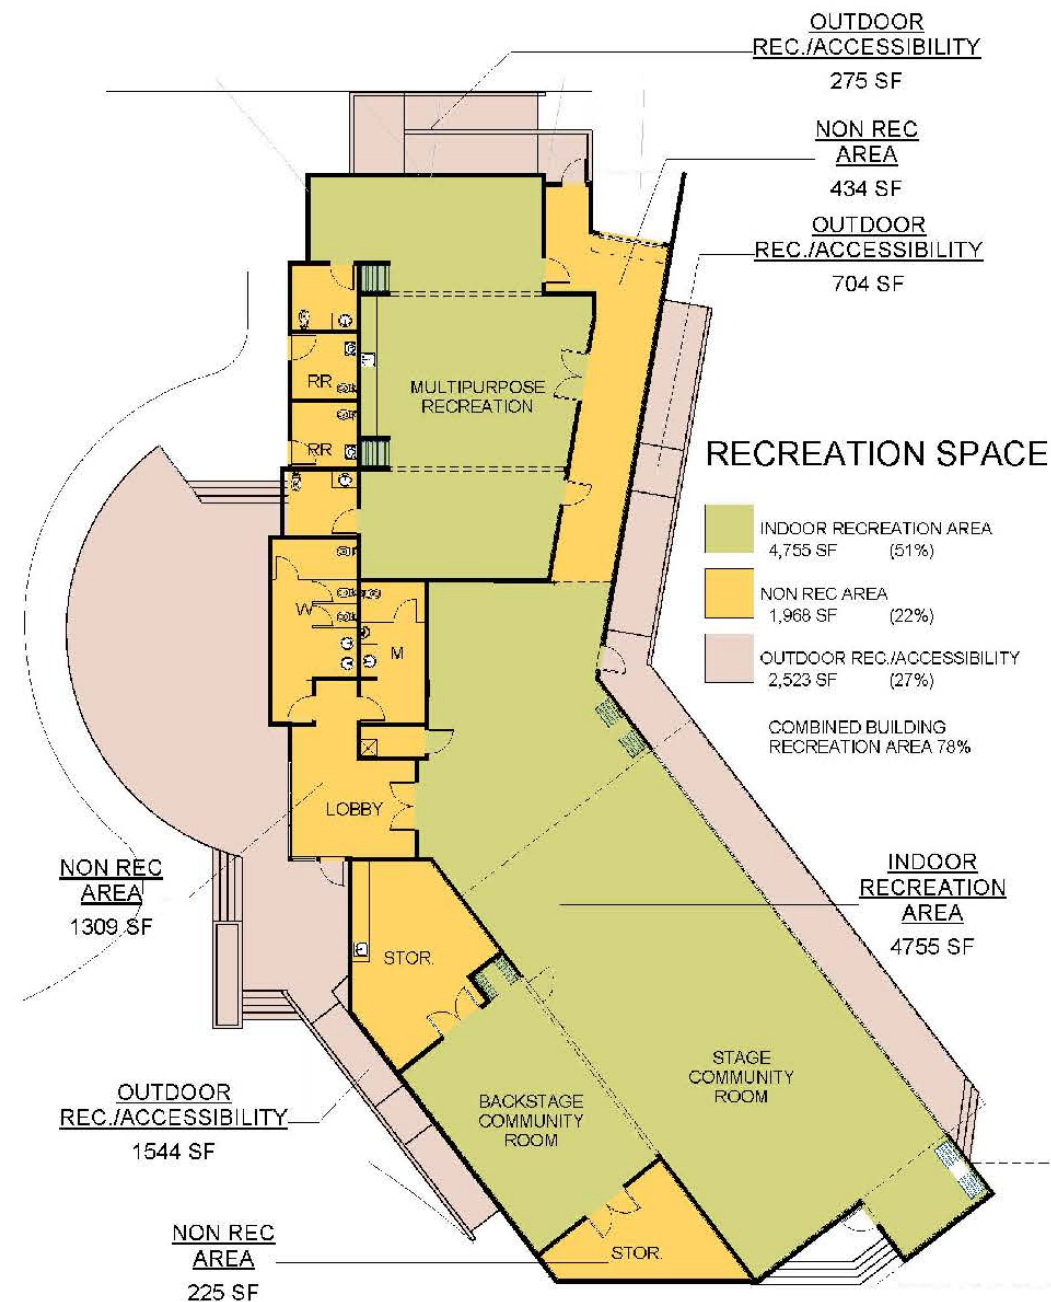 OUTDOOR
REC./ACCESSIBILITY
275 SF
NON REC
AREA
434 SF
OUTDOOR
REC./ACCESSIBILITY
704 SF
MULTIPURPOSE
RECREATION
RR
RR
W
M
LOBBY
STOR.
RECREATION SPACE
INDOOR RECREATION AREA
4,755 SF (51%)
NON REC AREA
1,968 SF (22%)
OUTDOOR REC./ACCESSIBILITY
2,523 SF (27%)
COMBINED BUILDING
RECREATION AREA 78%
NON REC
AREA
1309 SF
INDOOR
RECREATION
AREA
4755 SF
STAGE
COMMUNITY
ROOM
BACKSTAGE
COMMUNITY
ROOM
OUTDOOR
REC./ACCESSIBILITY
1544 SF
STOR.
NON REC
AREA
225 SF